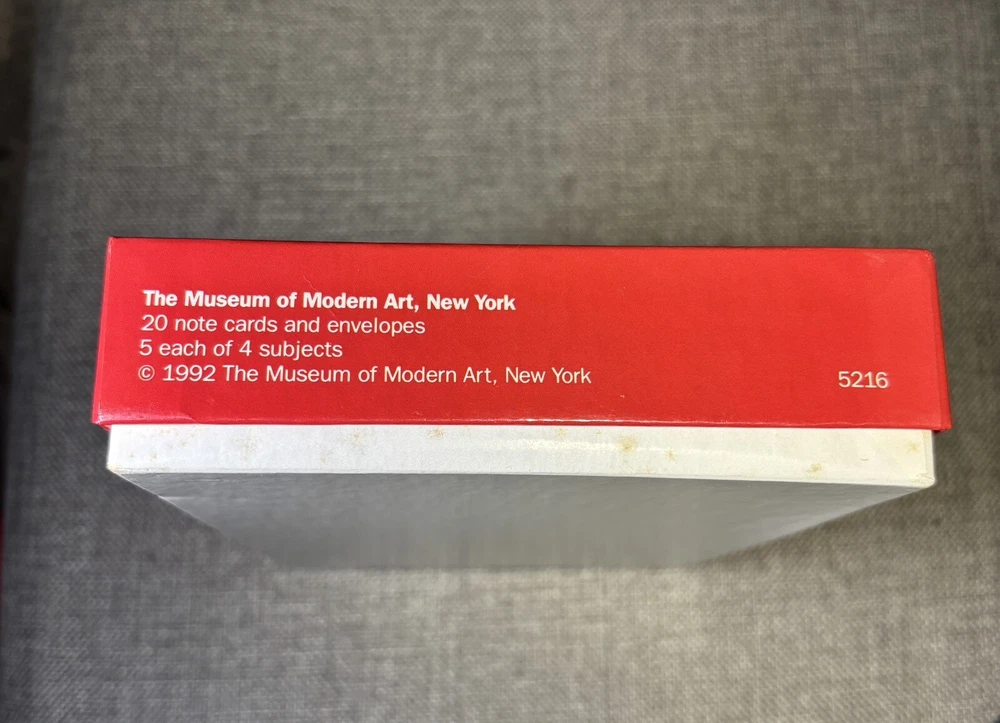 The Museum of Modern Art, New York
20 note cards and envelopes
5 each of 4 subjects
© 1992 The Museum of Modern Art, New York
5216